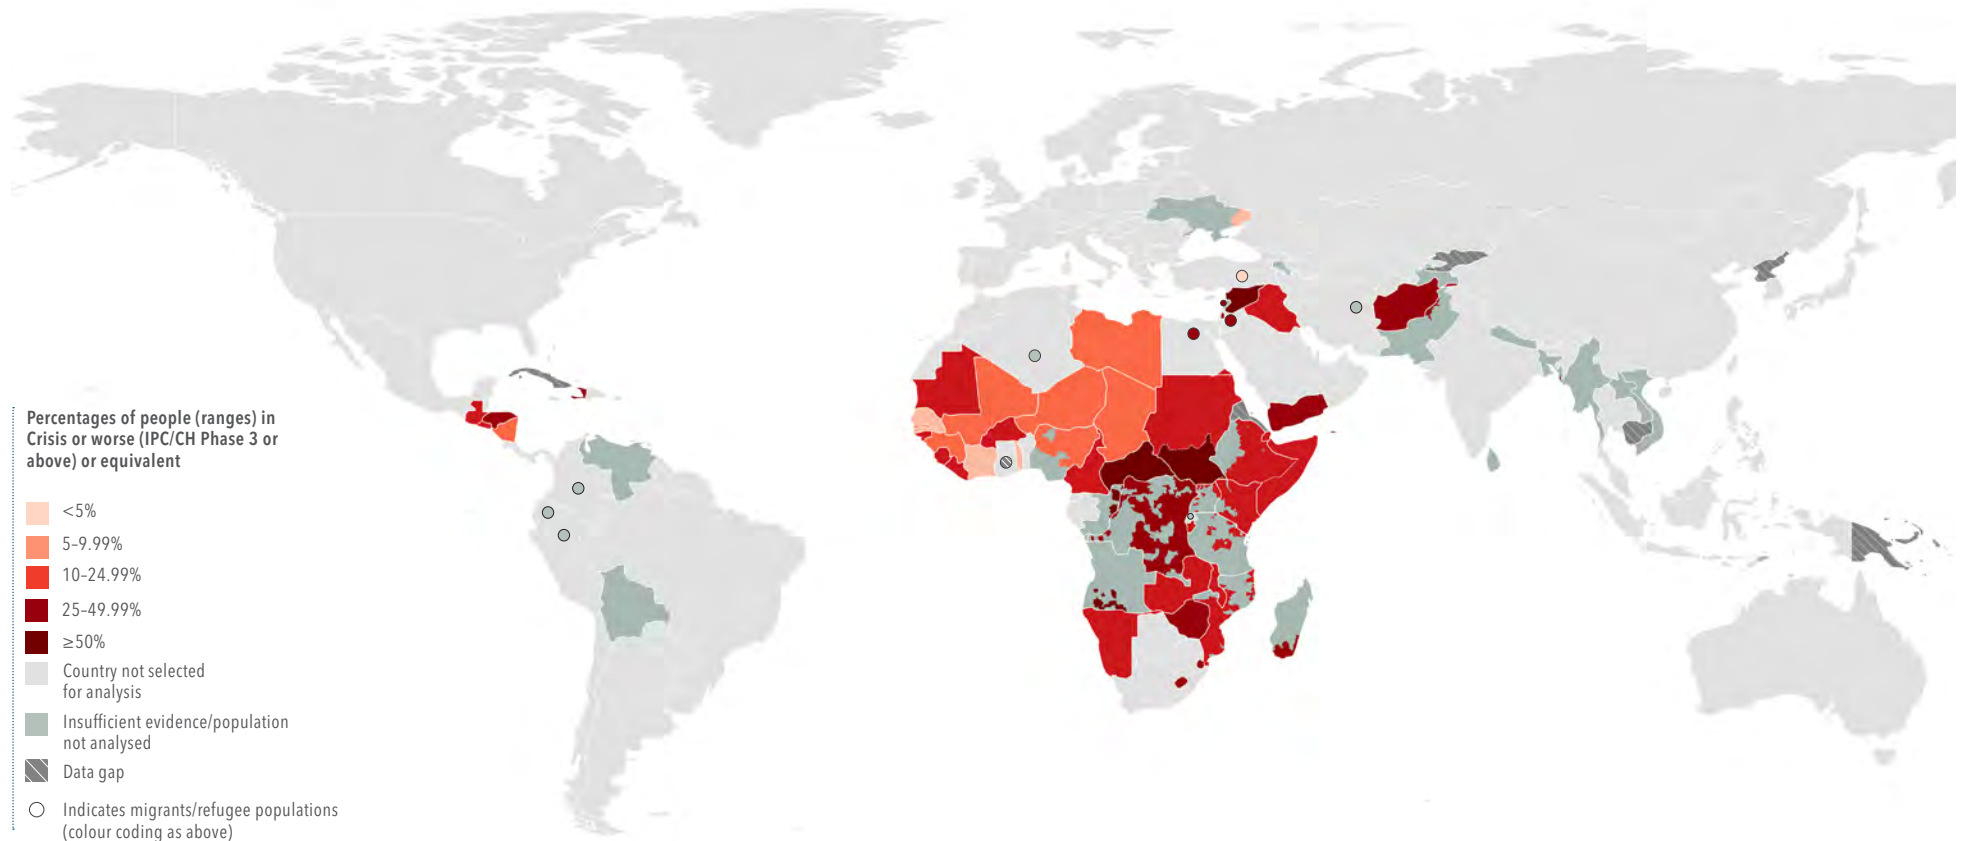 Percentages of people (ranges) in
Crisis or worse (IPC/CH Phase 3 or
above) or equivalent
<5%
5–9.99%
10–24.99%
25–49.99%
≥50%
Country not selected
for analysis
Insufficient evidence/population
not analysed
Data gap
Indicates migrants/refugee populations
(colour coding as above)